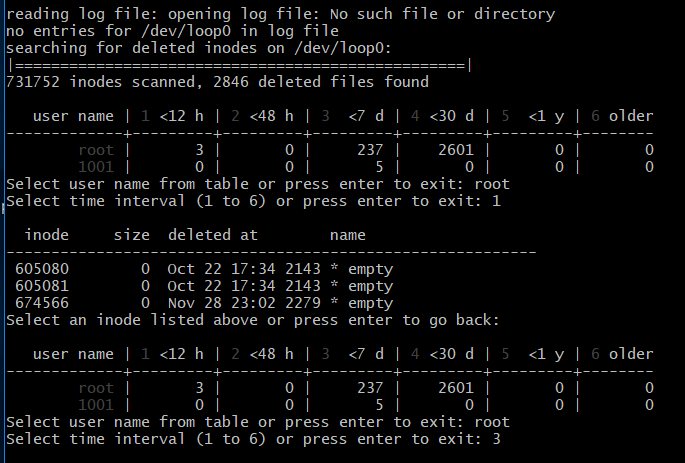 reading log file: opening log file: No such file or directory
no entries for /dev/loop0 in log file
searching for deleted inodes on /dev/loop0:
|==================================================|
731752 inodes scanned, 2846 deleted files found

   user name | 1 <12 h | 2 <48 h | 3  <7 d | 4 <30 d | 5  <1 y | 6 older
-------------+---------+---------+---------+---------+---------+--------
        root |       3 |       0 |     237 |    2601 |       0 |       0
        1001 |       0 |       0 |       5 |       0 |       0 |       0
Select user name from table or press enter to exit: root
Select time interval (1 to 6) or press enter to exit: 1

  inode     size  deleted at        name
-----------------------------------------------------------
 605080        0  Oct 22 17:34 2143 * empty
 605081        0  Oct 22 17:34 2143 * empty
 674566        0  Nov 28 23:02 2279 * empty
Select an inode listed above or press enter to go back:

   user name | 1 <12 h | 2 <48 h | 3  <7 d | 4 <30 d | 5  <1 y | 6 older
-------------+---------+---------+---------+---------+---------+--------
        root |       3 |       0 |     237 |    2601 |       0 |       0
        1001 |       0 |       0 |       5 |       0 |       0 |       0
Select user name from table or press enter to exit: root
Select time interval (1 to 6) or press enter to exit: 3